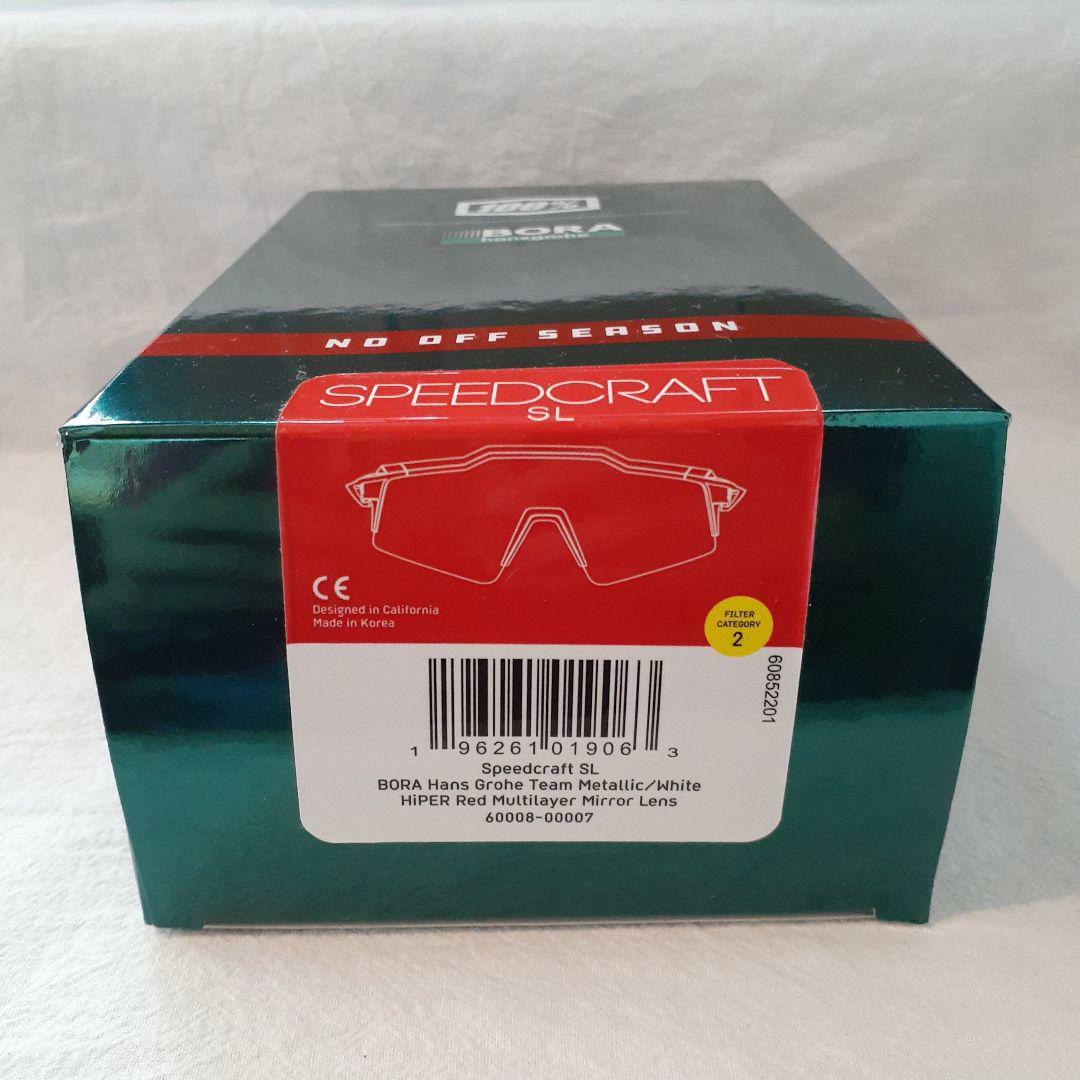 100%
BORA
hansgrohe
NO OFF SEASON
SPEEDCRAFT
SL
CE
Designed in California
Made in Korea
FILTER
CATEGORY
2
60852201
1 96261 01906 3
Speedcraft SL
BORA Hans Grohe Team Metallic/White
HiPER Red Multilayer Mirror Lens
60008-00007